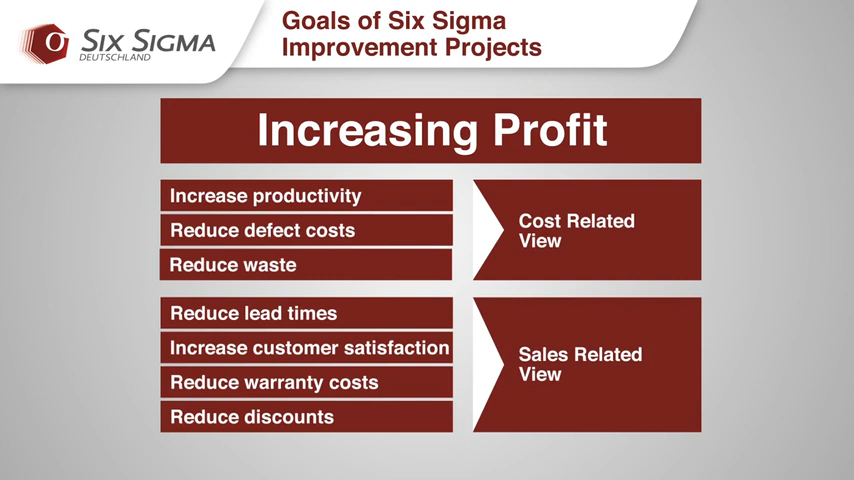 Goals of Six Sigma
Improvement Projects
SIX SIGMA
DEUTSCHLAND
Increasing Profit
Increase productivity
Reduce defect costs
Reduce waste
Cost Related
View
Reduce lead times
Increase customer satisfaction
Reduce warranty costs
Reduce discounts
Sales Related
View